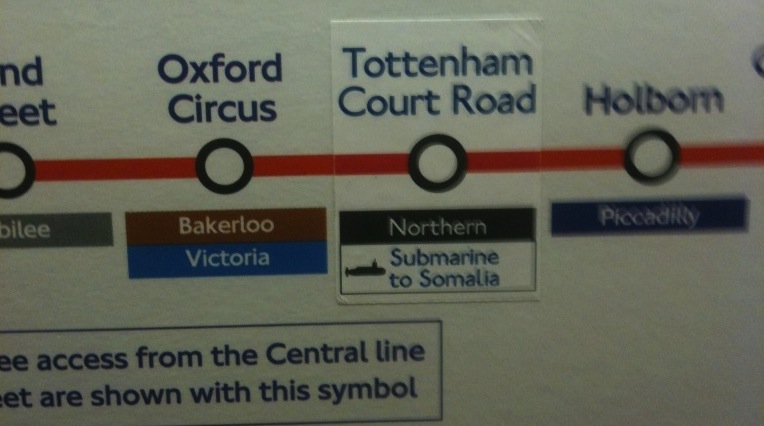 nd
eet
Oxford
Circus
Tottenham
Court Road
Holborn
bilee
Bakerloo
Victoria
Northern
Submarine
to Somalia
Piccadilly
ee access from the Central line
eet are shown with this symbol